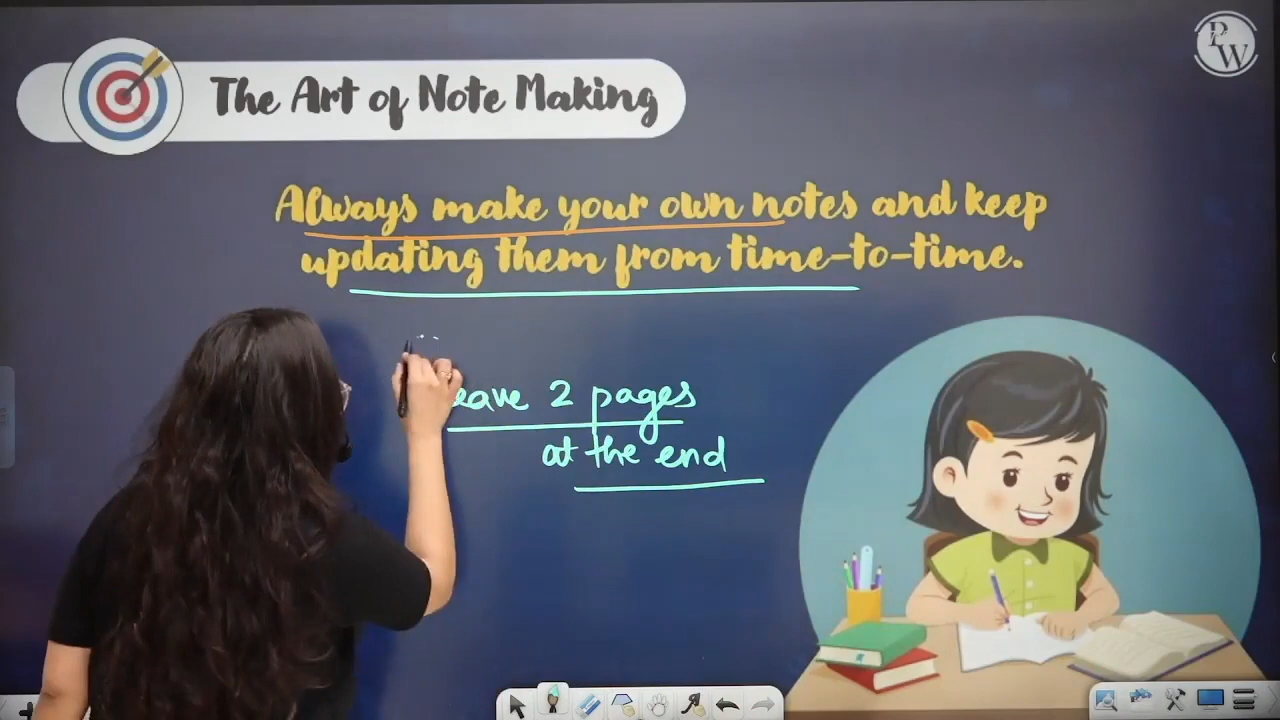 PW
The Art of Note Making
Always make your own notes and keep
updating them from time-to-time.
eave 2 pages
at the end